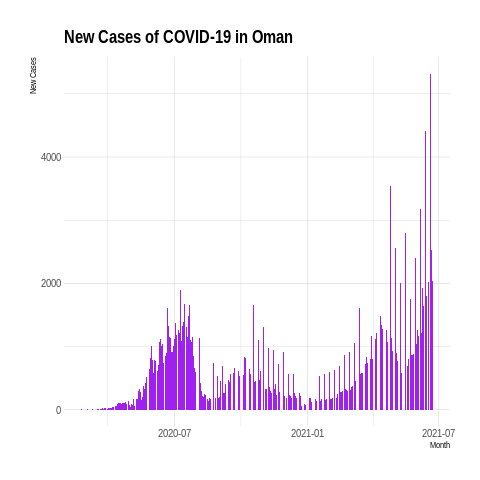 New Cases of COVID-19 in Oman
New Cases
4000
2000
0
2020-07
2021-01
2021-07
Month